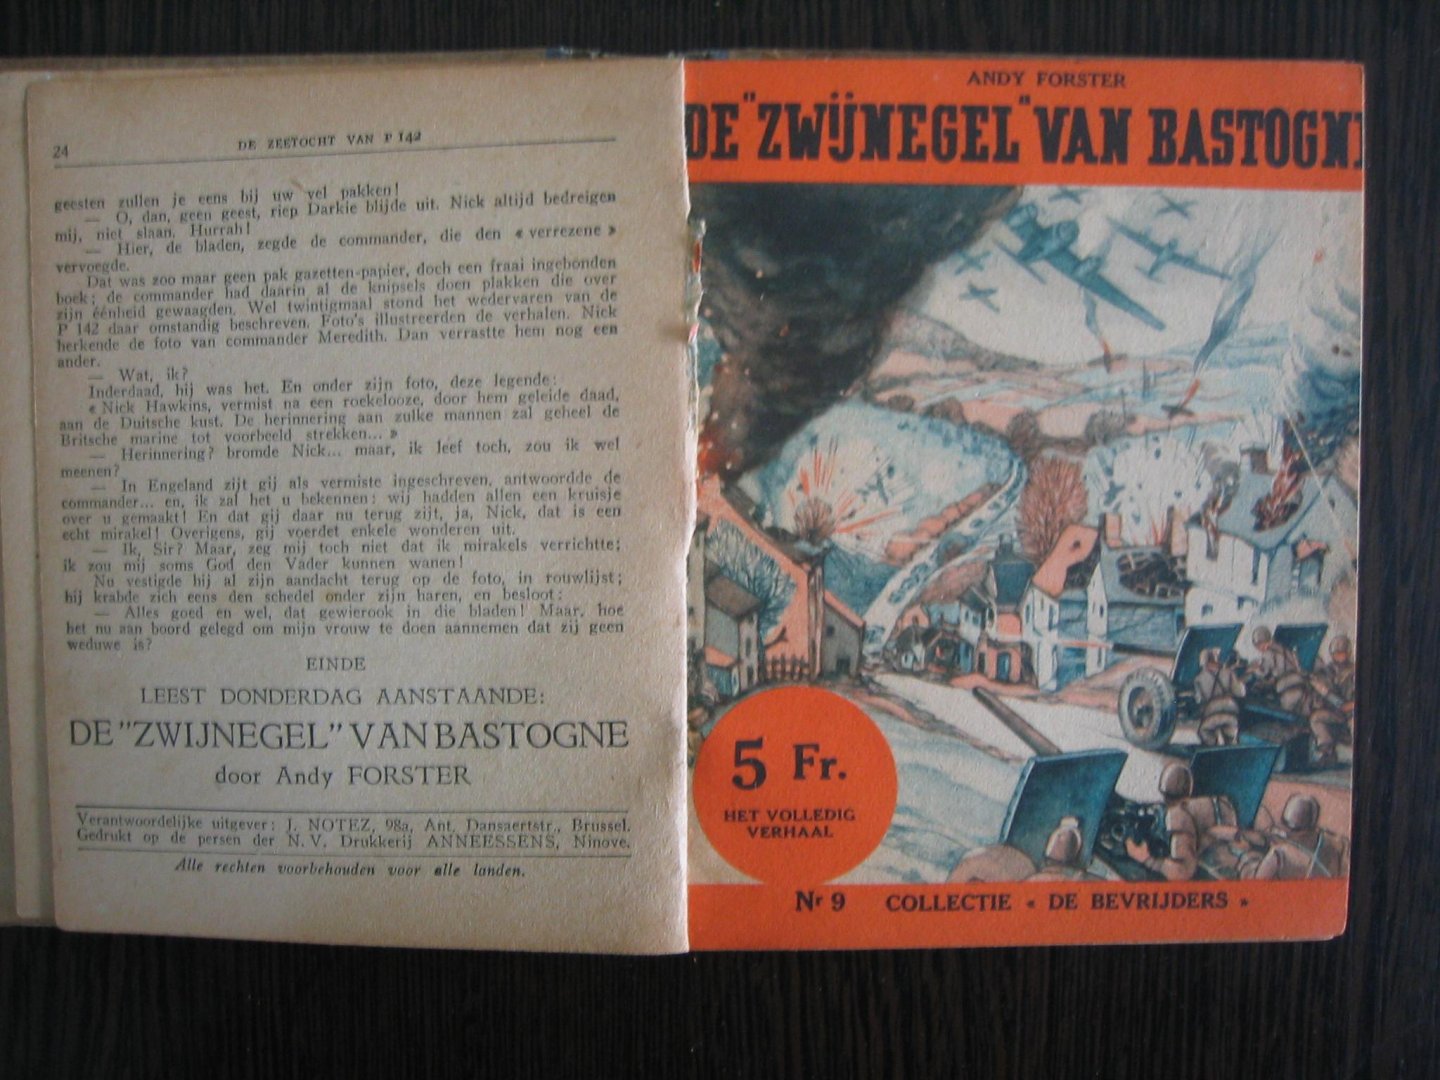 24
DE ZEETOCHT VAN P 142
geesten zullen je eens bij uw vel pakken!
— O, dan, geen geest, riep Darkie blijde uit. Nick altijd bedreigen
mij, niet slaan. Hurrah!
— Hier, de bladen, zegde de commander, die den « verrezene »
vervoegde.
Dat was zoo maar geen pak gazetten-papier, doch een fraai ingebonden
boek; de commander had daarin al de knipsels doen plakken die over
zijn éénheid gewaagden. Wel twintigmaal stond het wedervaren van de
P 142 daar omstandig beschreven. Foto's illustreerden de verhalen. Nick
herkende de foto van commander Meredith. Dan verrastte hem nog een
ander.
— Wat, ik?
Inderdaad, hij was het. En onder zijn foto, deze legende:
« Nick Hawkins, vermist na een roekelooze, door hem geleide daad,
aan de Duitsche kust. De herinnering aan zulke mannen zal geheel de
Britsche marine tot voorbeeld strekken... »
— Herinnering? bromde Nick... maar, ik leef toch, zou ik wel
meenen?
— In Engeland zijt gij als vermiste ingeschreven, antwoordde de
commander... en, ik zal het u bekennen: wij hadden allen een kruisje
over u gemaakt! En dat gij daar nu terug zijt, ja, Nick, dat is een
echt mirakel! Overigens, gij voerdet enkele wonderen uit.
— Ik, Sir? Maar, zeg mij toch niet dat ik mirakels verrichtte;
ik zou mij soms God den Vader kunnen wanen!
Nu vestigde hij al zijn aandacht terug op de foto, in rouwlijst;
hij krabde zich eens den schedel onder zijn haren, en besloot:
— Alles goed en wel, dat gewierook in die bladen! Maar, hoe
het nu aan boord gelegd om mijn vrouw te doen aannemen dat zij geen
weduwe is?
EINDE
LEEST DONDERDAG AANSTAANDE:
DE "ZWIJNEGEL" VAN BASTOGNE
door Andy FORSTER
Verantwoordelijke uitgever: J. NOTEZ, 98a, Ant. Dansaertstr., Brussel.
Gedrukt op de persen der N.V. Drukkerij ANNEESSENS, Ninove.
Alle rechten voorbehouden voor alle landen.
ANDY FORSTER
DE "ZWIJNEGEL" VAN BASTOGNE
5 Fr.
HET VOLLEDIG
VERHAAL
Nr 9 COLLECTIE « DE BEVRIJDERS »